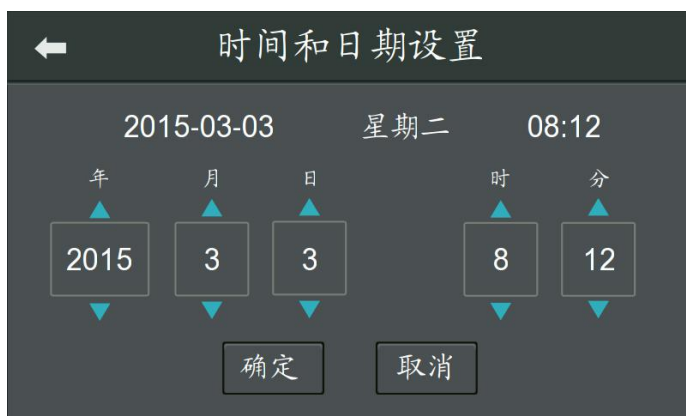 时间和日期设置
2015-03-03 星期二 08:12
年 月 日 时 分
2015 3 3 8 12
确定 取消